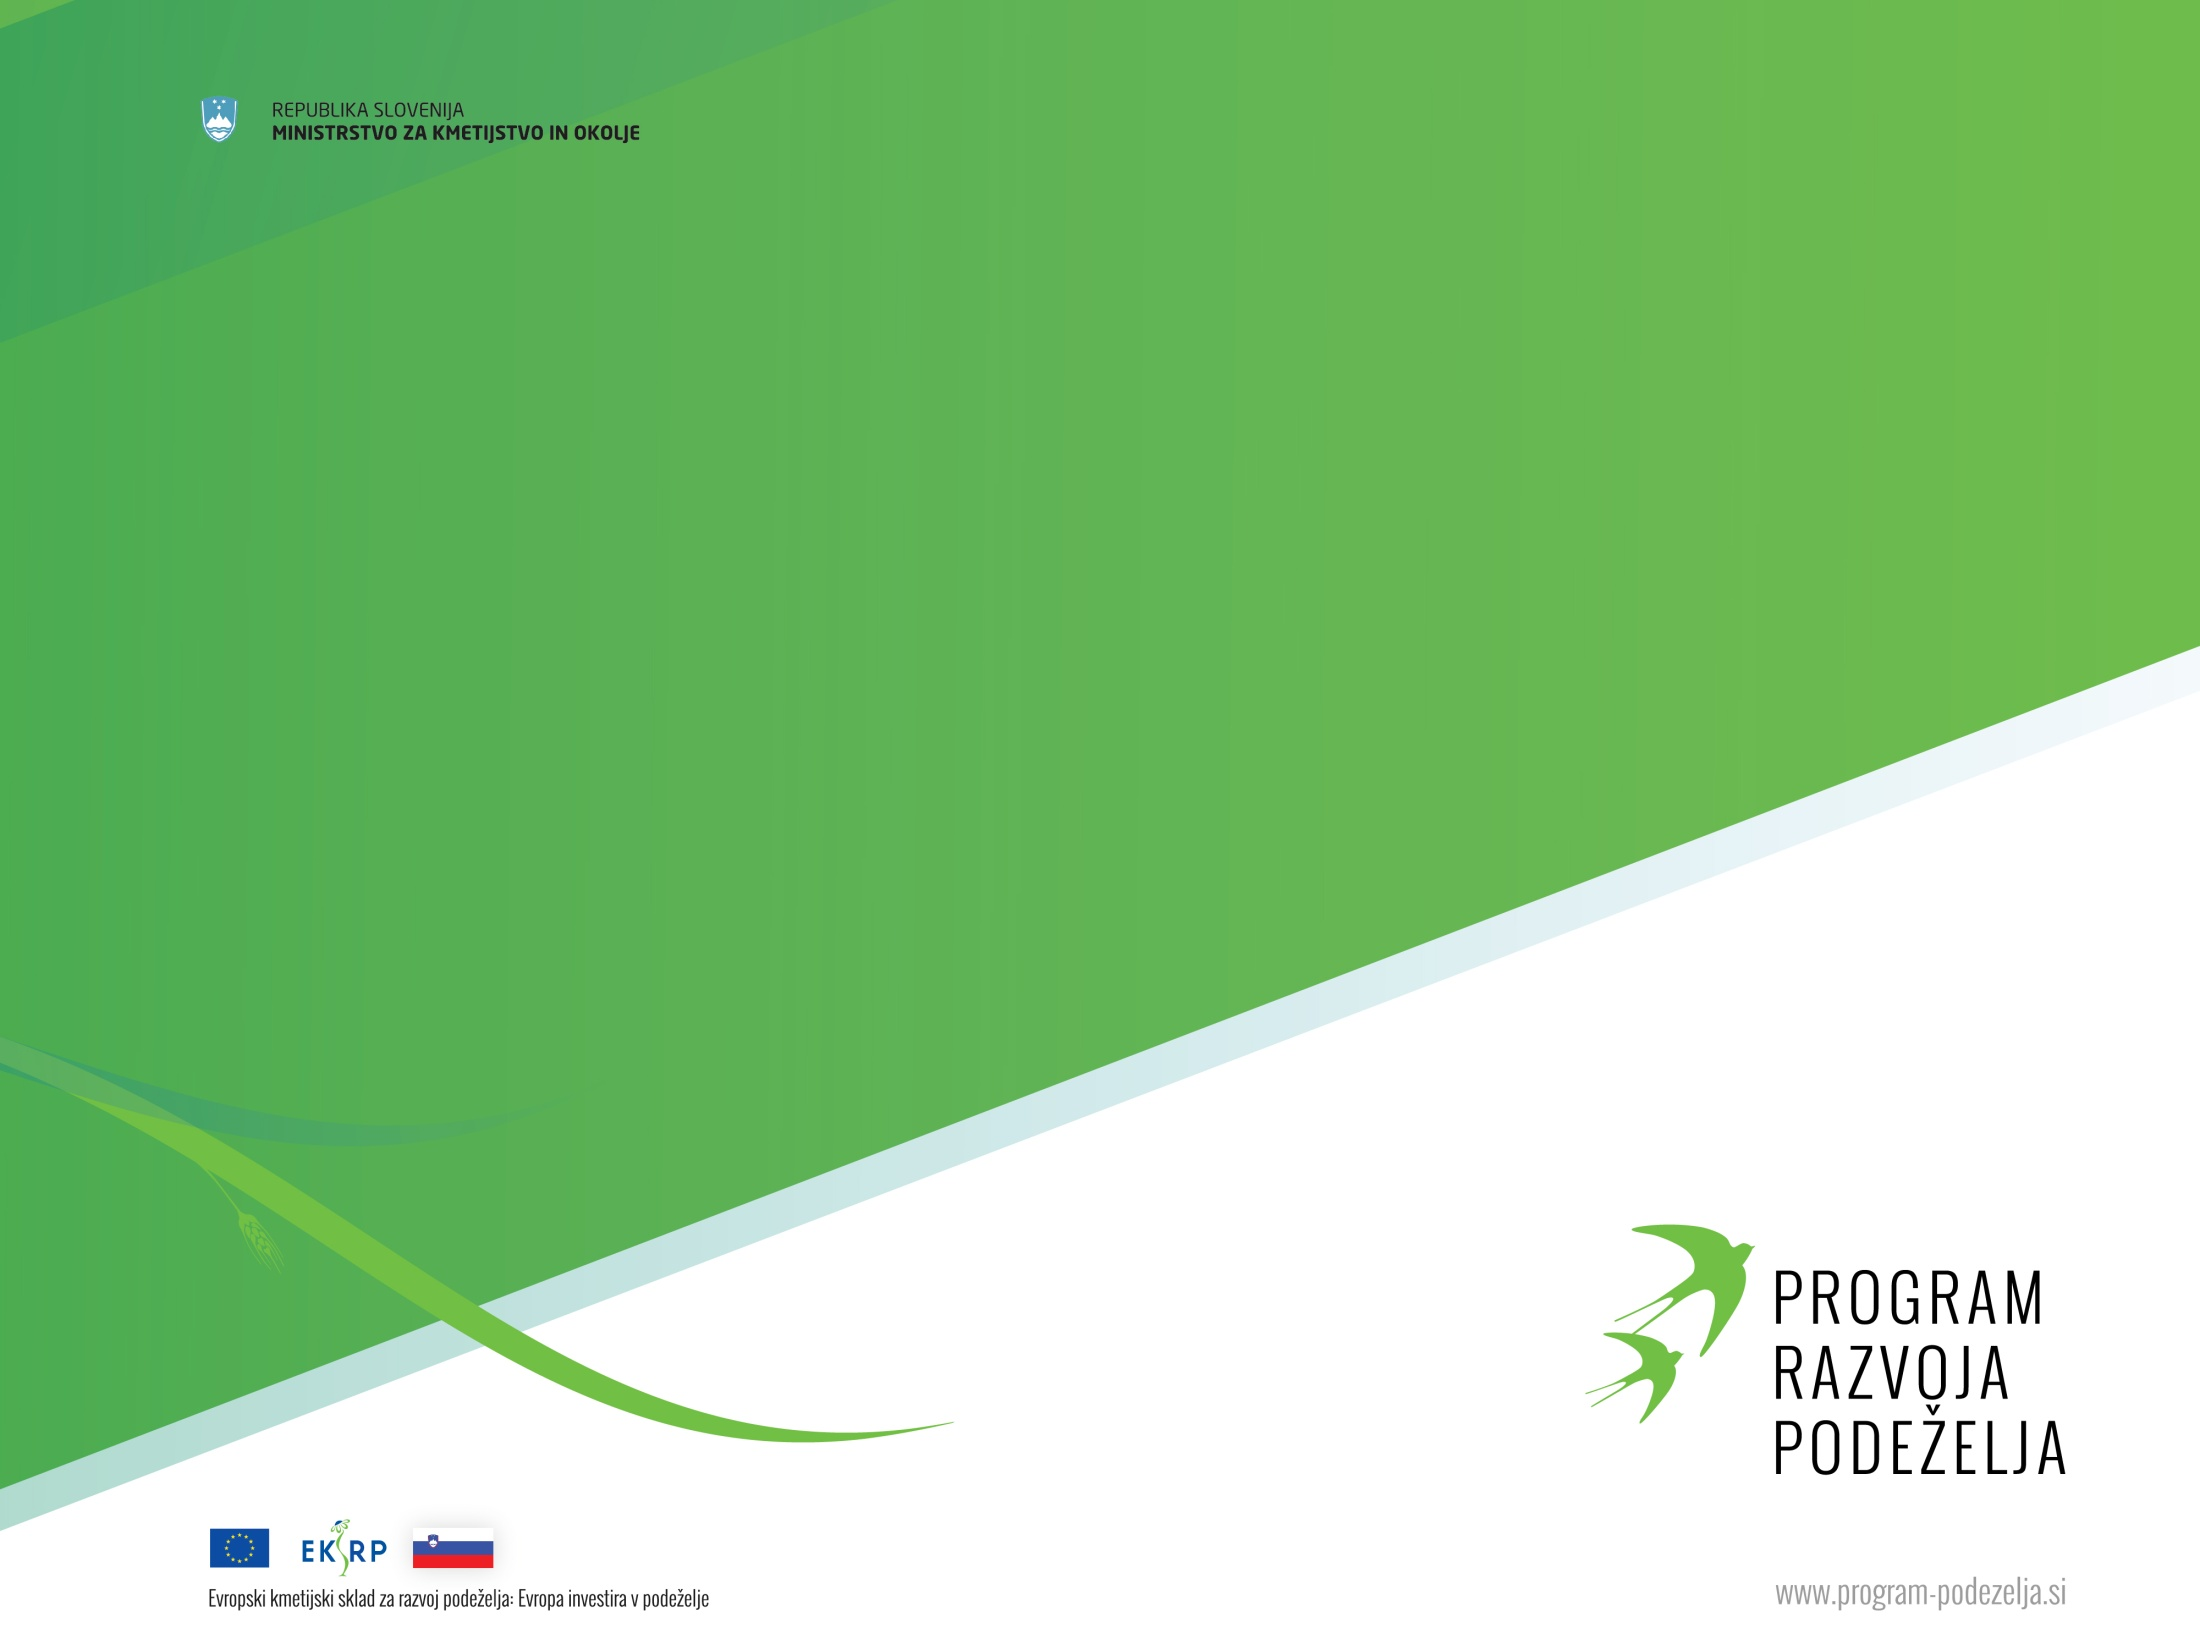 REPUBLIKA SLOVENIJA
MINISTRSTVO ZA KMETIJSTVO IN OKOLJE
PROGRAM
RAZVOJA
PODEŽELJA
EKSRP
Evropski kmetijski sklad za razvoj podeželja: Evropa investira v podeželje
www.program-podezelja.si